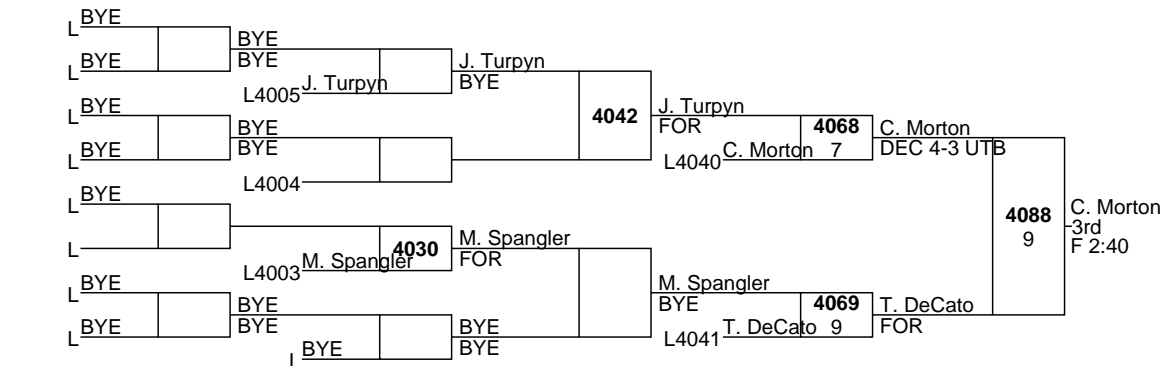 BYE
L
BYE
BYE
BYE
L
J. Turpyn
L4005
J. Turpyn
BYE
BYE
L
4042
J. Turpyn
FOR
BYE
BYE
BYE
L
4068
C. Morton
L4040
C. Morton 7
DEC 4-3 UTB
L4004
BYE
L
4088
9
C. Morton
3rd
F 2:40
L
M. Spangler
4030
L4003
M. Spangler
FOR
BYE
L
M. Spangler
BYE
4069
BYE
BYE
BYE
L
T. DeCato
L4041
T. DeCato 9
FOR
BYE
BYE
BYE
L